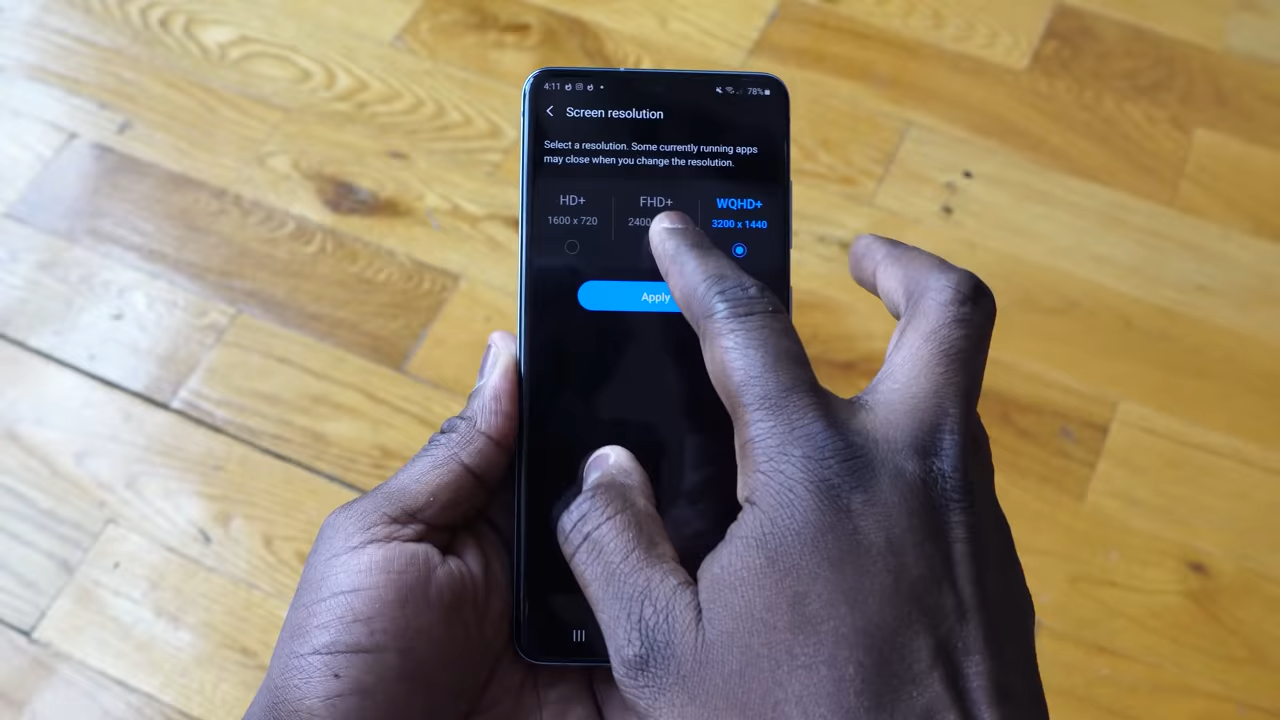 4:11 78%
Screen resolution
Select a resolution. Some currently running apps
may close when you change the resolution.
HD+ FHD+ WQHD+
1600 x 720 2400 3200 x 1440
Apply